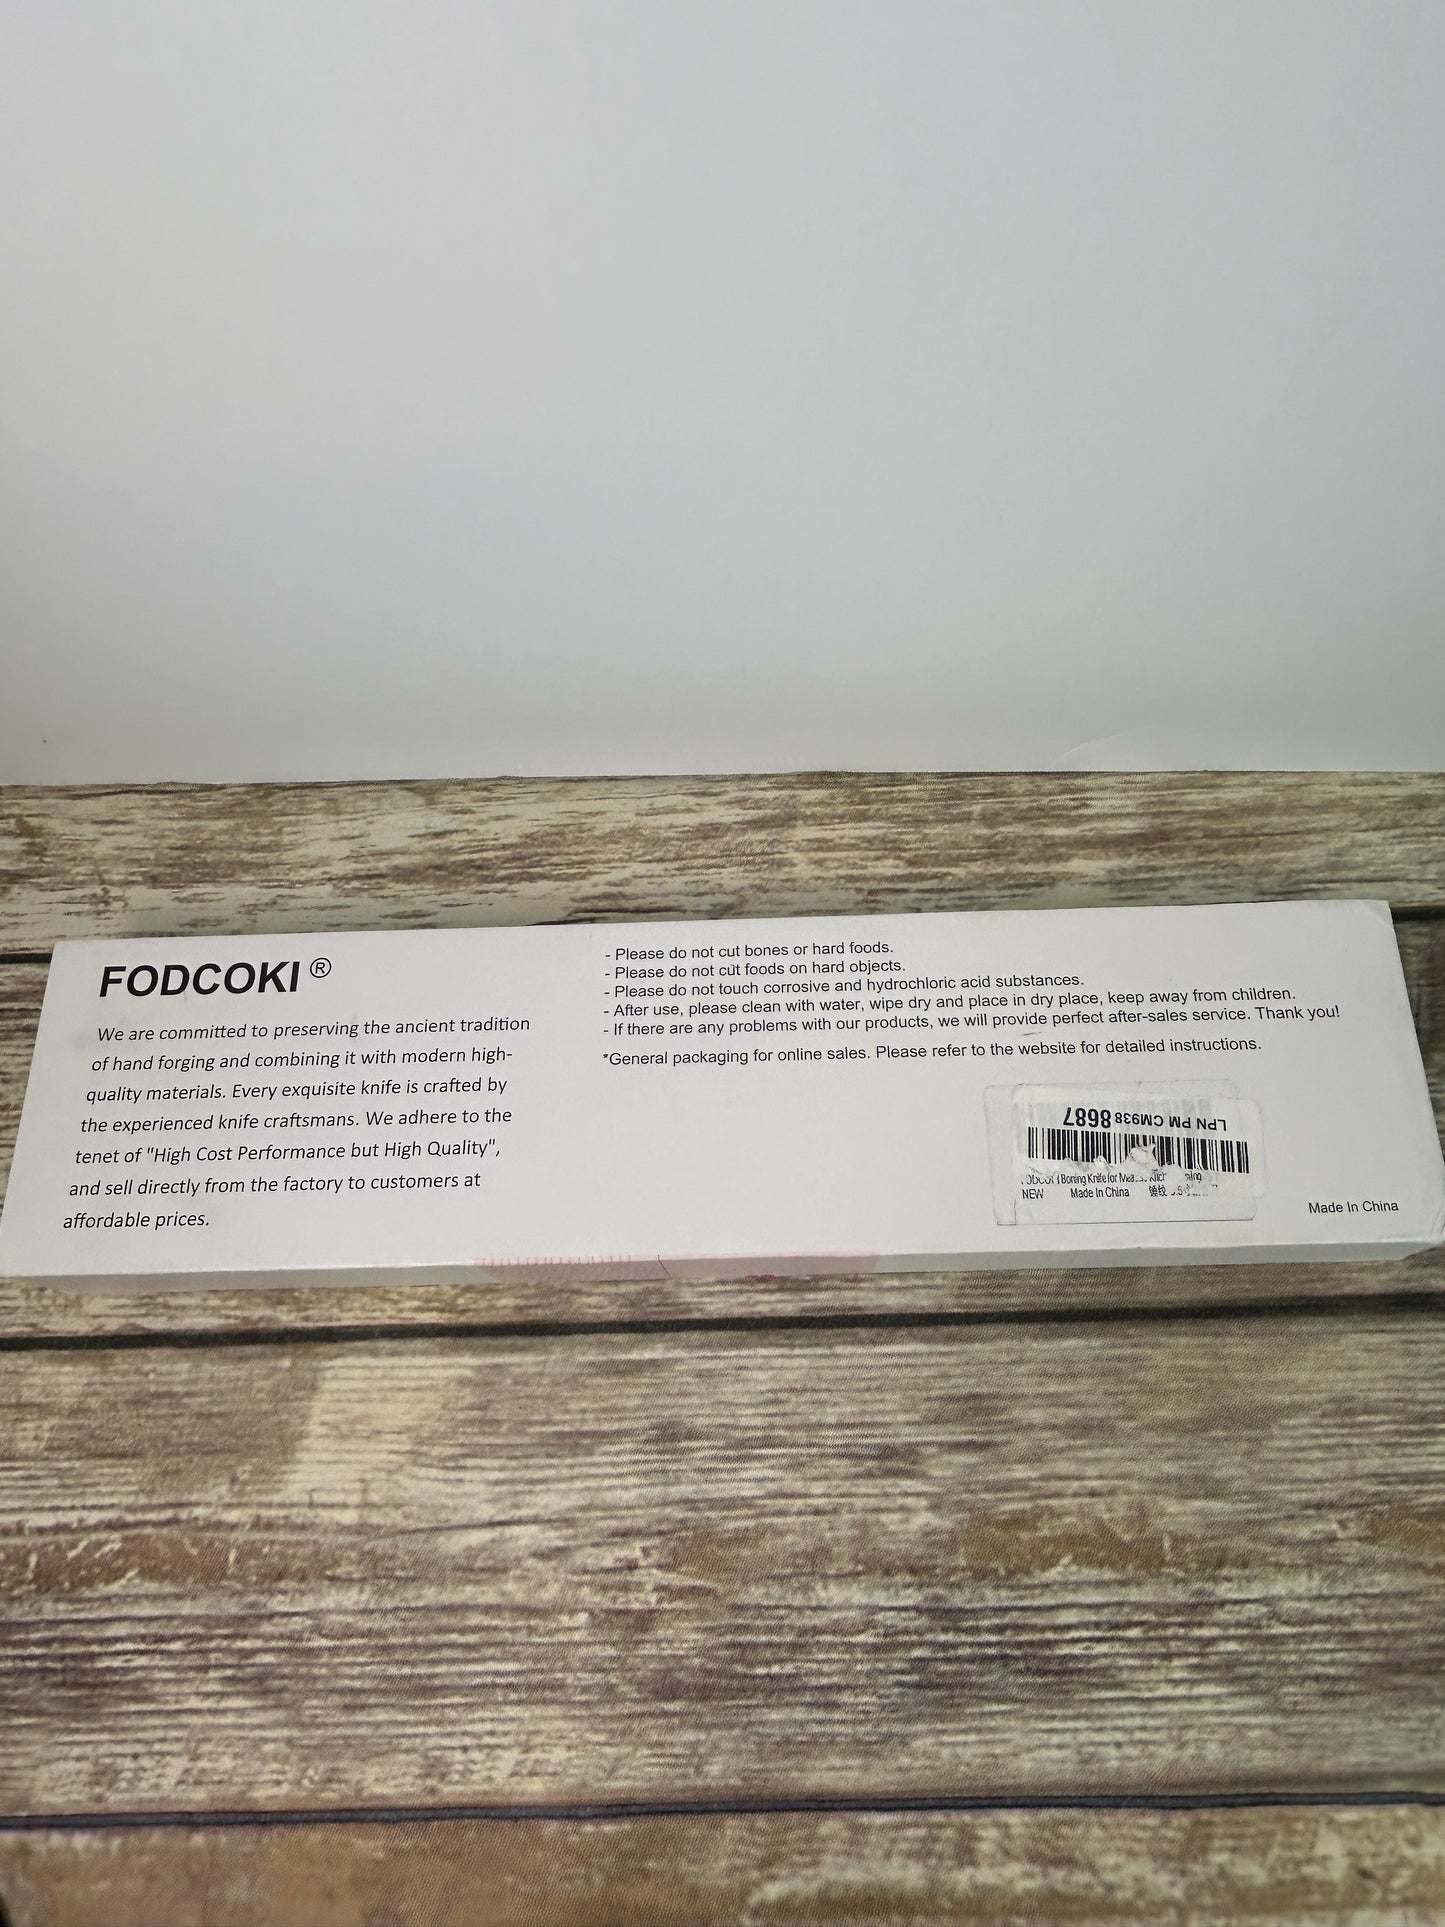 FODCOKI ®
We are committed to preserving the ancient tradition
of hand forging and combining it with modern high-
quality materials. Every exquisite knife is crafted by
the experienced knife craftsmans. We adhere to the
tenet of "High Cost Performance but High Quality",
and sell directly from the factory to customers at
affordable prices.
- Please do not cut bones or hard foods.
- Please do not cut foods on hard objects.
- Please do not touch corrosive and hydrochloric acid substances.
- After use, please clean with water, wipe dry and place in dry place, keep away from children.
- If there are any problems with our products, we will provide perfect after-sales service. Thank you!
*General packaging for online sales. Please refer to the website for detailed instructions.
LPN PM CM938 8687
Boning Knife for
NEW Made In China
Made In China